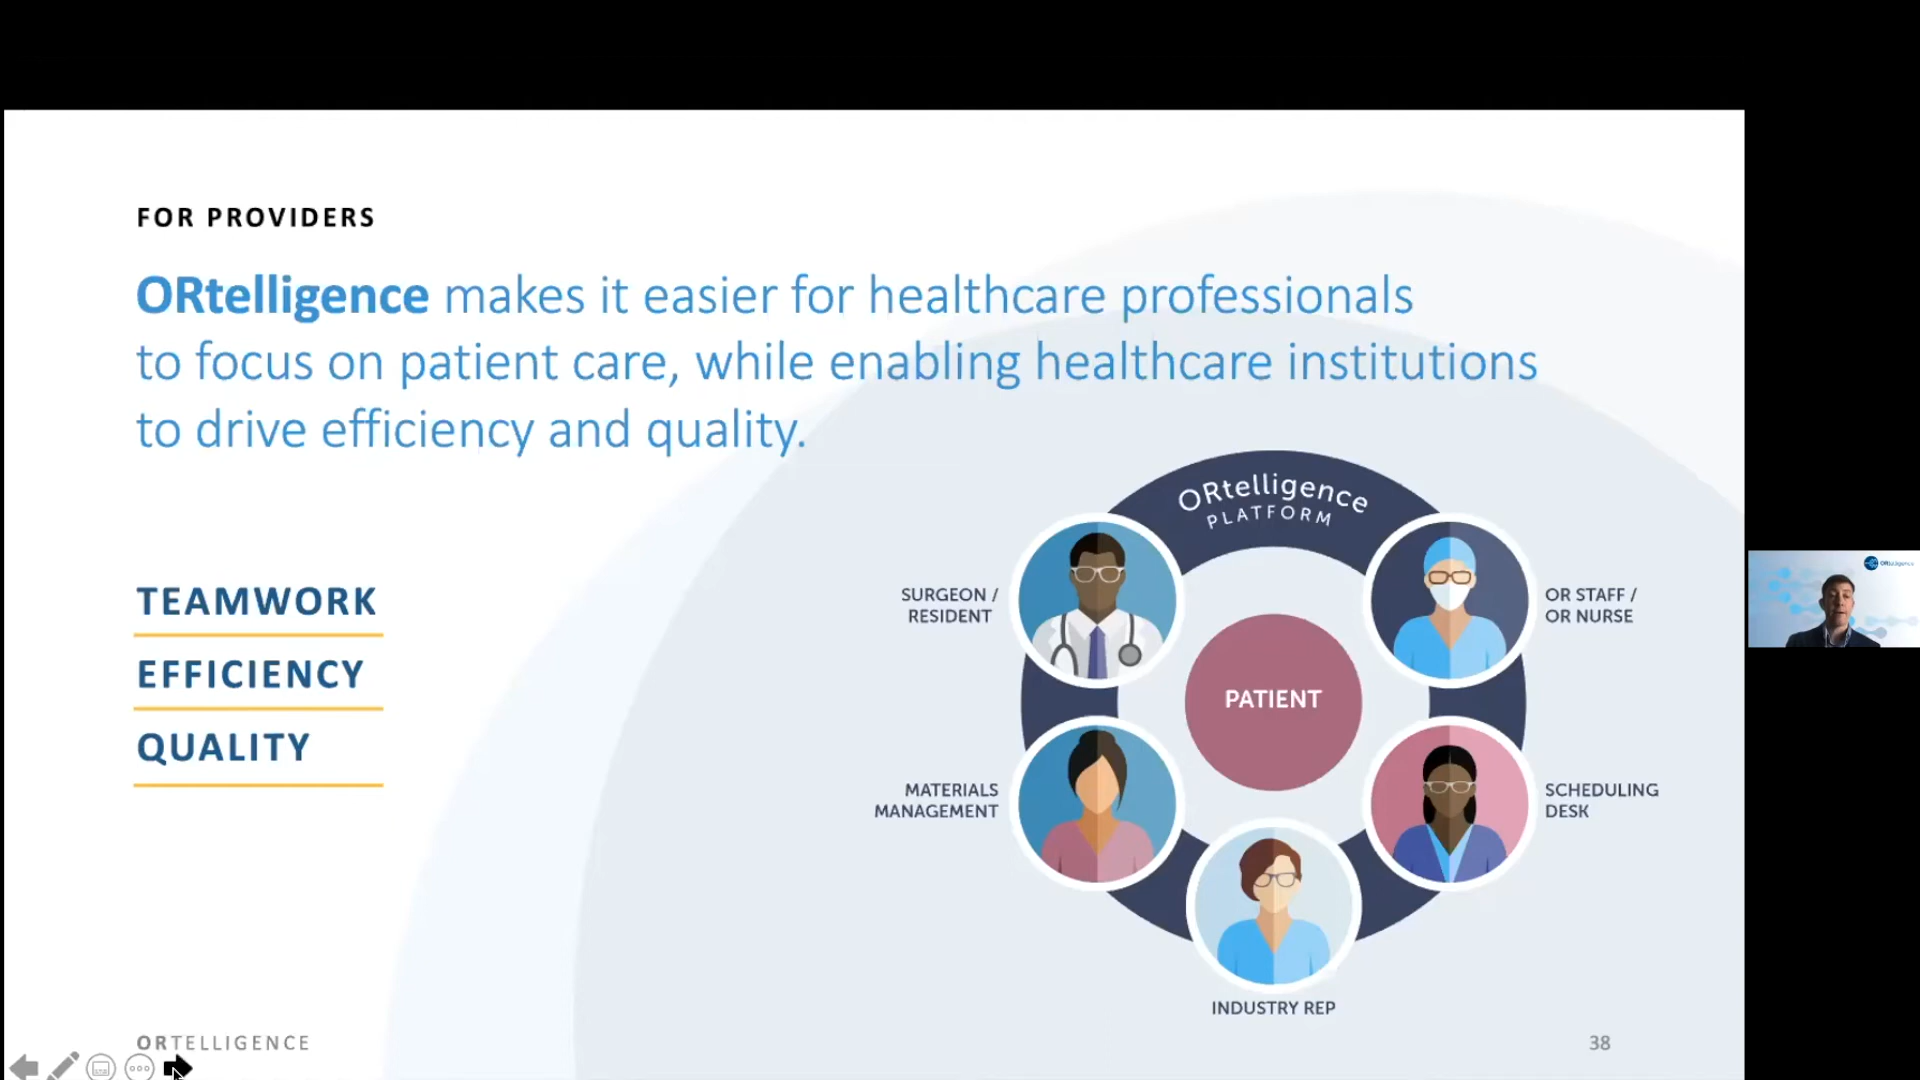 FOR PROVIDERS
ORtelligence makes it easier for healthcare professionals
to focus on patient care, while enabling healthcare institutions
to drive efficiency and quality.
TEAMWORK
EFFICIENCY
QUALITY
ORtelligence
PLATFORM
SURGEON /
RESIDENT
OR STAFF /
OR NURSE
PATIENT
MATERIALS
MANAGEMENT
SCHEDULING
DESK
INDUSTRY REP
ORTELLIGENCE
38
ORtelligence